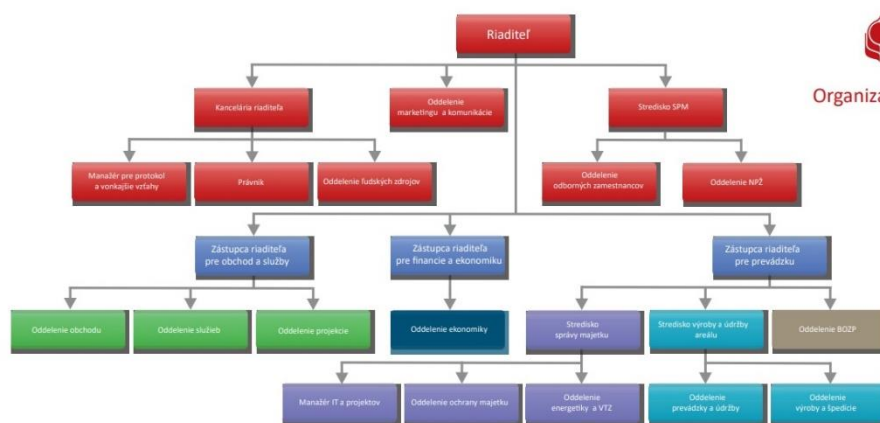 Riaditeľ
Organiza
Kancelária riaditeľa
Oddelenie
marketingu a komunikácie
Stredisko SPM
Manažér pre protokol
a vonkajšie vzťahy
Právnik
Oddelenie ľudských zdrojov
Oddelenie
odborných zamestnancov
Oddelenie NPŽ
Zástupca riaditeľa
pre obchod a služby
Zástupca riaditeľa
pre financie a ekonomiku
Zástupca riaditeľa
pre prevádzku
Oddelenie obchodu
Oddelenie služieb
Oddelenie projekcie
Oddelenie ekonomiky
Stredisko
správy majetku
Stredisko výroby a údržby
areálu
Oddelenie BOZP
Manažér IT a projektov
Oddelenie ochrany majetku
Oddelenie
energetiky a VTZ
Oddelenie
prevádzky a údržby
Oddelenie
výroby a špedície